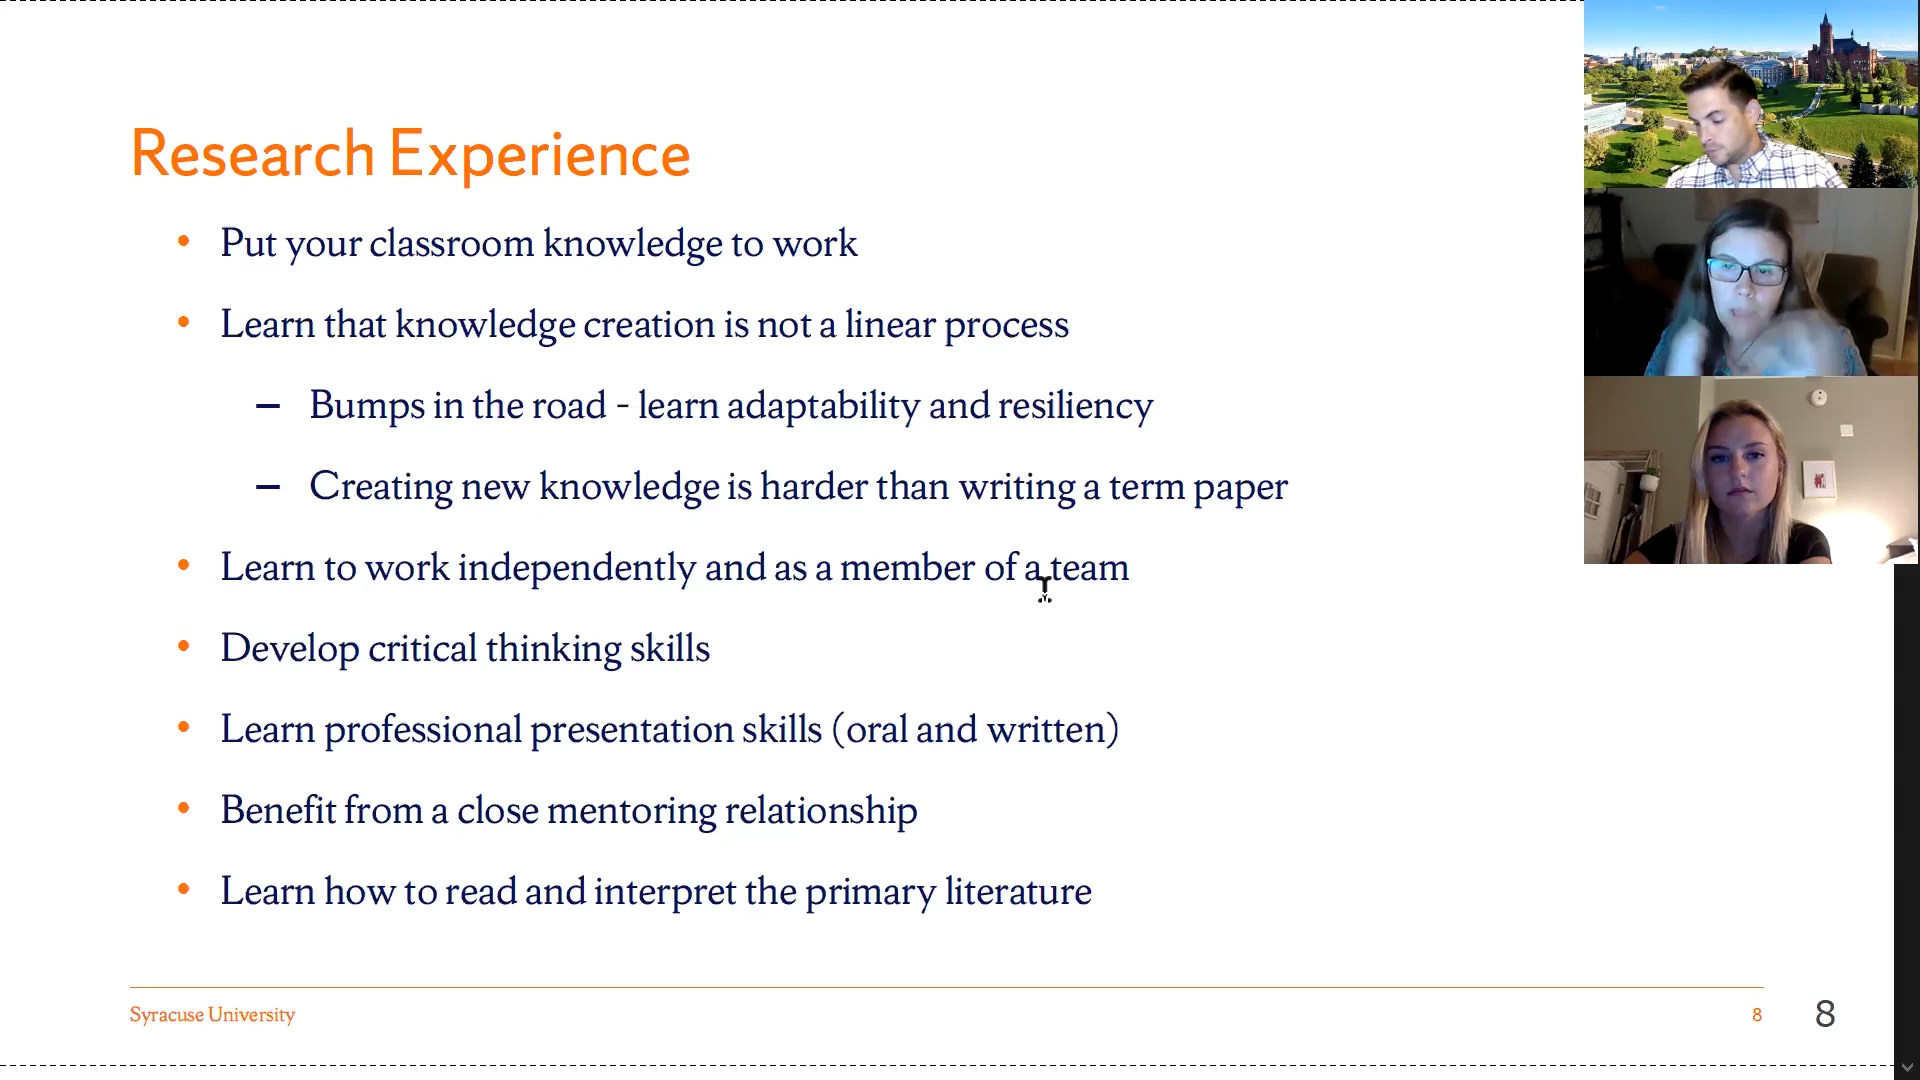 Research Experience
• Put your classroom knowledge to work
• Learn that knowledge creation is not a linear process
– Bumps in the road - learn adaptability and resiliency
– Creating new knowledge is harder than writing a term paper
• Learn to work independently and as a member of a team
• Develop critical thinking skills
• Learn professional presentation skills (oral and written)
• Benefit from a close mentoring relationship
• Learn how to read and interpret the primary literature
Syracuse University
8
8